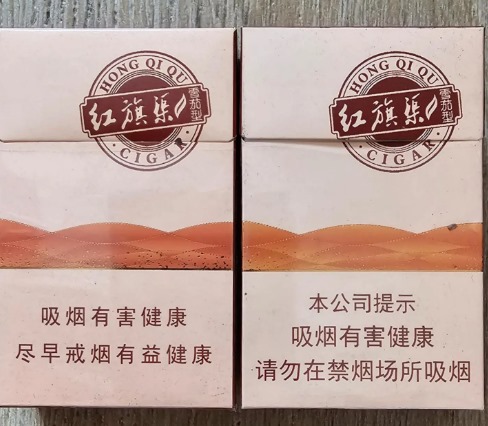 HONG QI QU
红旗渠
雪茄型
CIGAR
吸烟有害健康
尽早戒烟有益健康
HONG QI QU
红旗渠
雪茄型
CIGAR
本公司提示
吸烟有害健康
请勿在禁烟场所吸烟